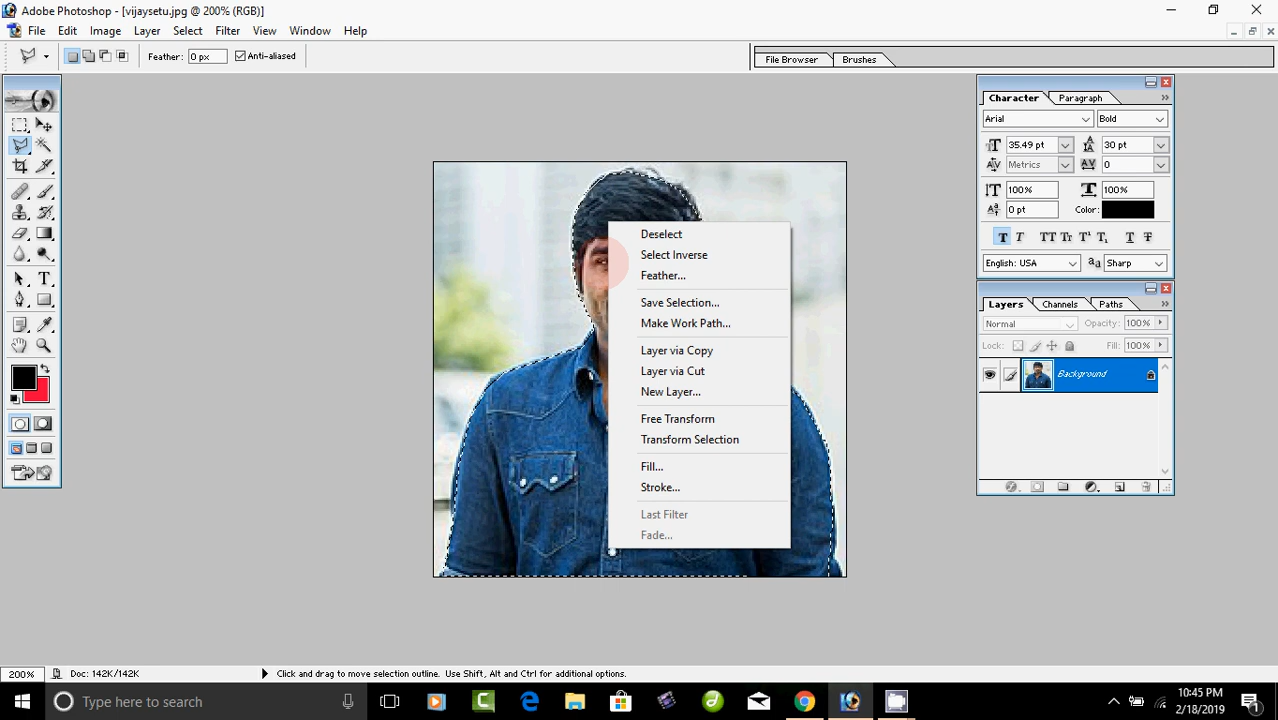 Adobe Photoshop - [vijaysetu.jpg @ 200% (RGB)]
File Edit Image Layer Select Filter View Window Help
Feather: 0 px Anti-aliased File Browser Brushes
Character Paragraph
Arial Bold
35.49 pt 30 pt
Metrics 0
100% 100%
0 pt Color:
T T TT Tr T¹ T₁ T T
English: USA aa Sharp
Layers Channels Paths
Normal Opacity: 100%
Lock: Fill: 100%
Background
Deselect
Select Inverse
Feather...
Save Selection...
Make Work Path...
Layer via Copy
Layer via Cut
New Layer...
Free Transform
Transform Selection
Fill...
Stroke...
Last Filter
Fade...
200% Doc: 142K/142K Click and drag to move selection outline. Use Shift, Alt and Ctrl for additional options.
Type here to search
10:45 PM
2/18/2019
1